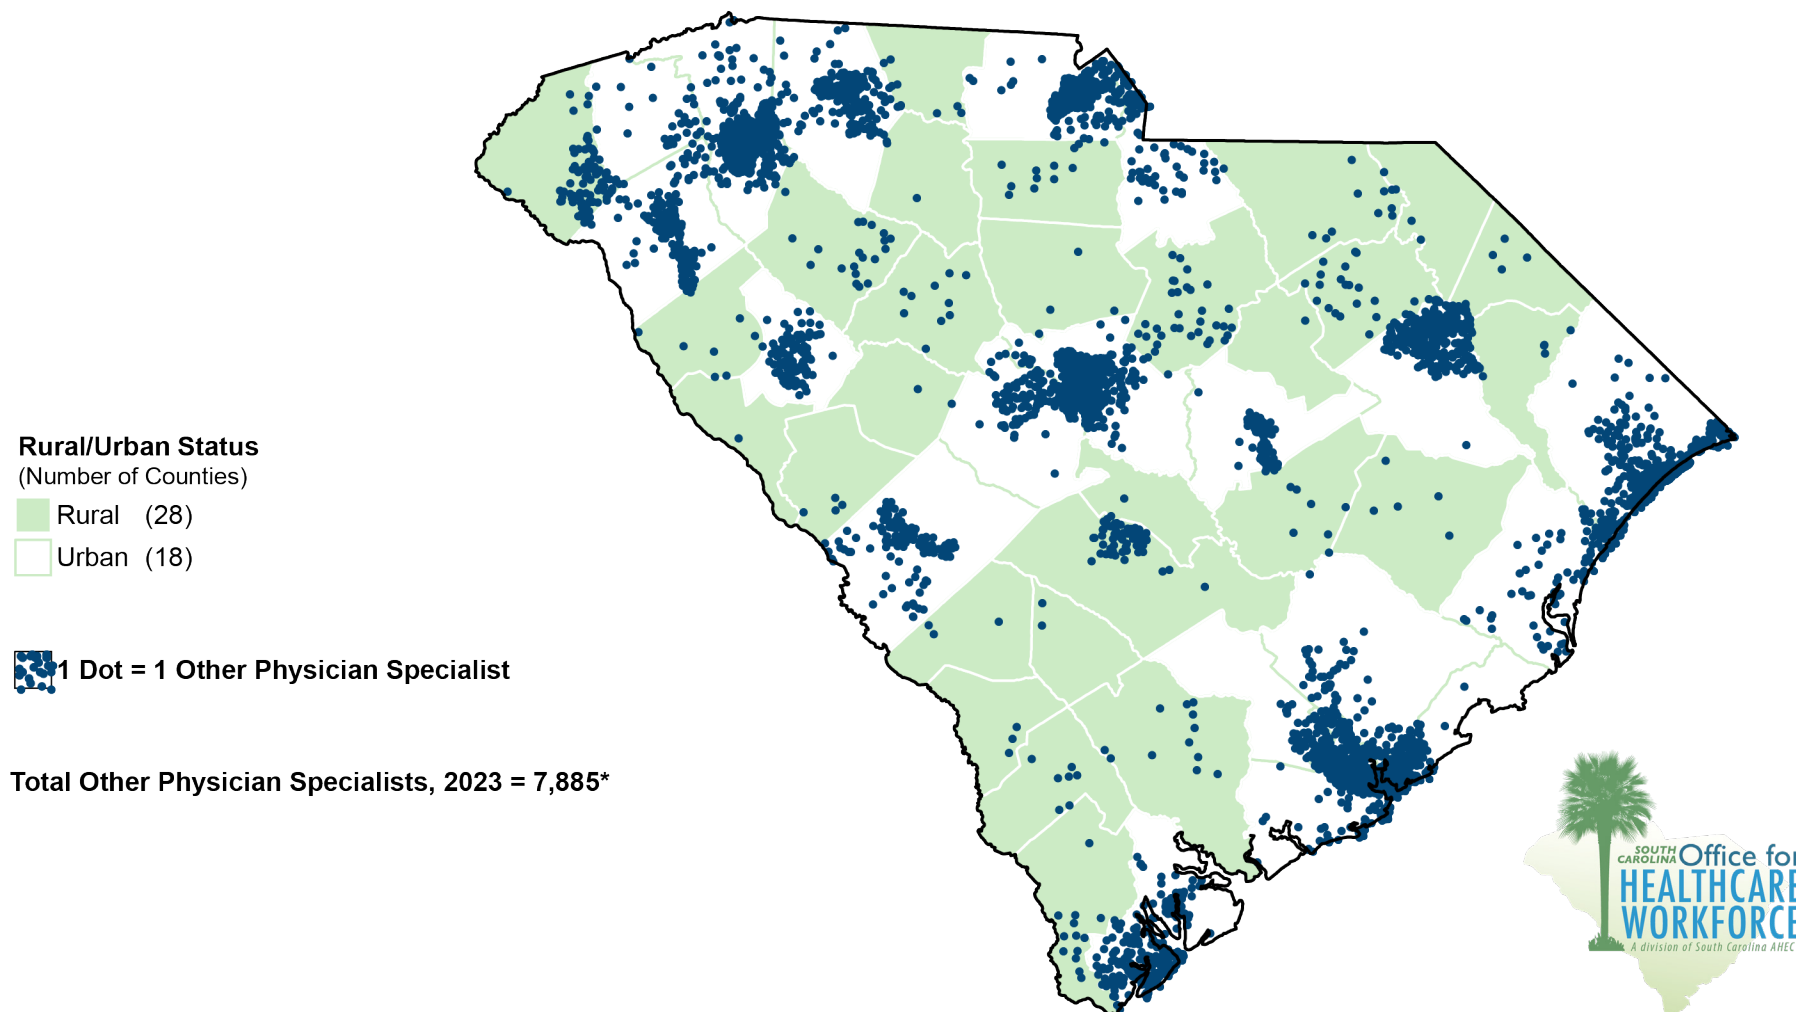 Rural/Urban Status
(Number of Counties)
Rural (28)
Urban (18)
1 Dot = 1 Other Physician Specialist
Total Other Physician Specialists, 2023 = 7,885*
SOUTH
CAROLINA Office for
HEALTHCARE
WORKFORCE
A division of South Carolina AHEC